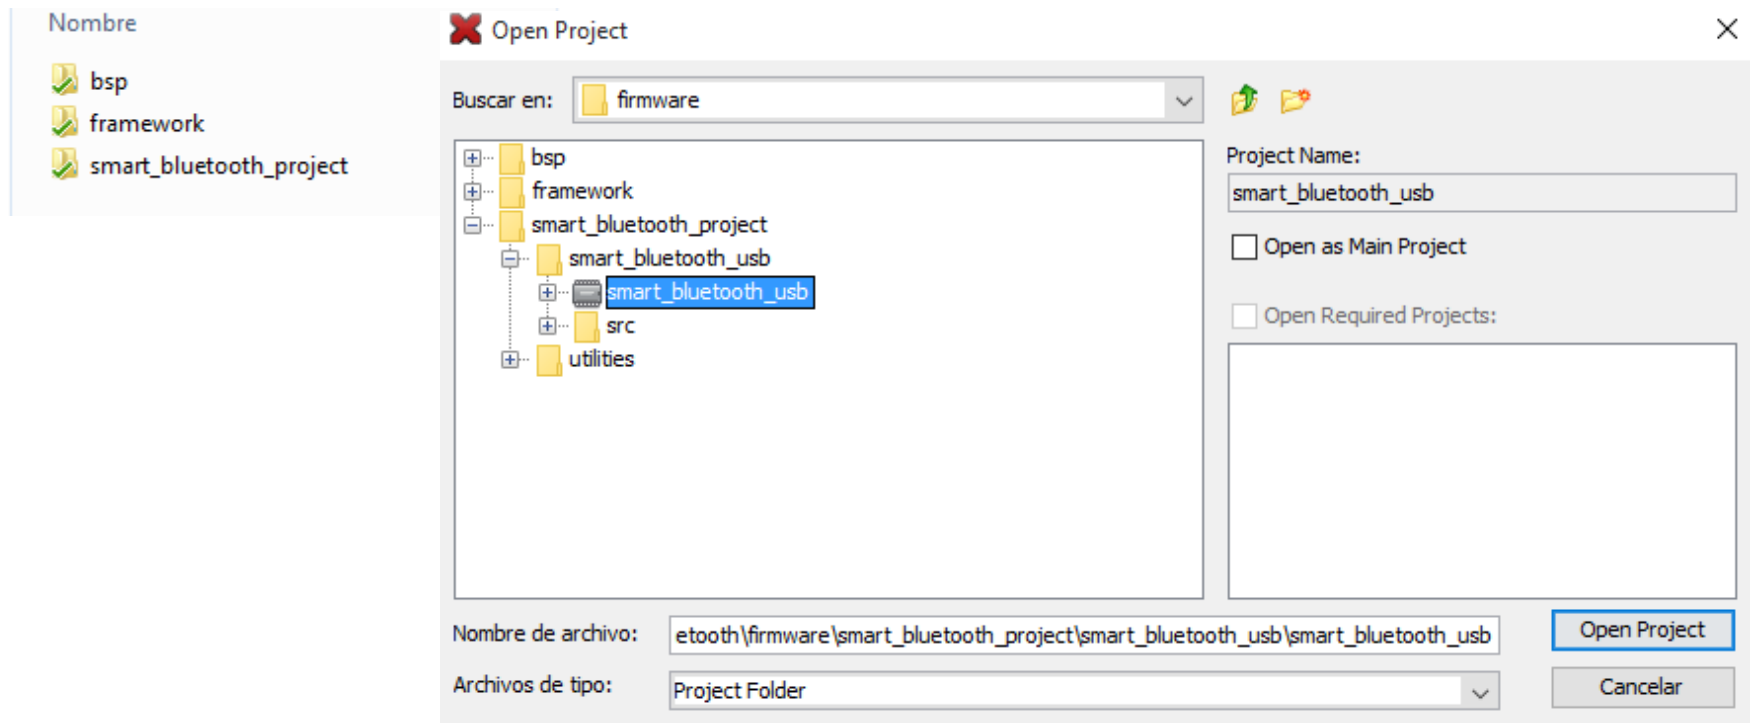 Nombre
bsp
framework
smart_bluetooth_project
Open Project
Buscar en:
firmware
bsp
framework
smart_bluetooth_project
smart_bluetooth_usb
smart_bluetooth_usb
src
utilities
Project Name:
smart_bluetooth_usb
Open as Main Project
Open Required Projects:
Nombre de archivo:
etooth\firmware\smart_bluetooth_project\smart_bluetooth_usb\smart_bluetooth_usb
Open Project
Archivos de tipo:
Project Folder
Cancelar